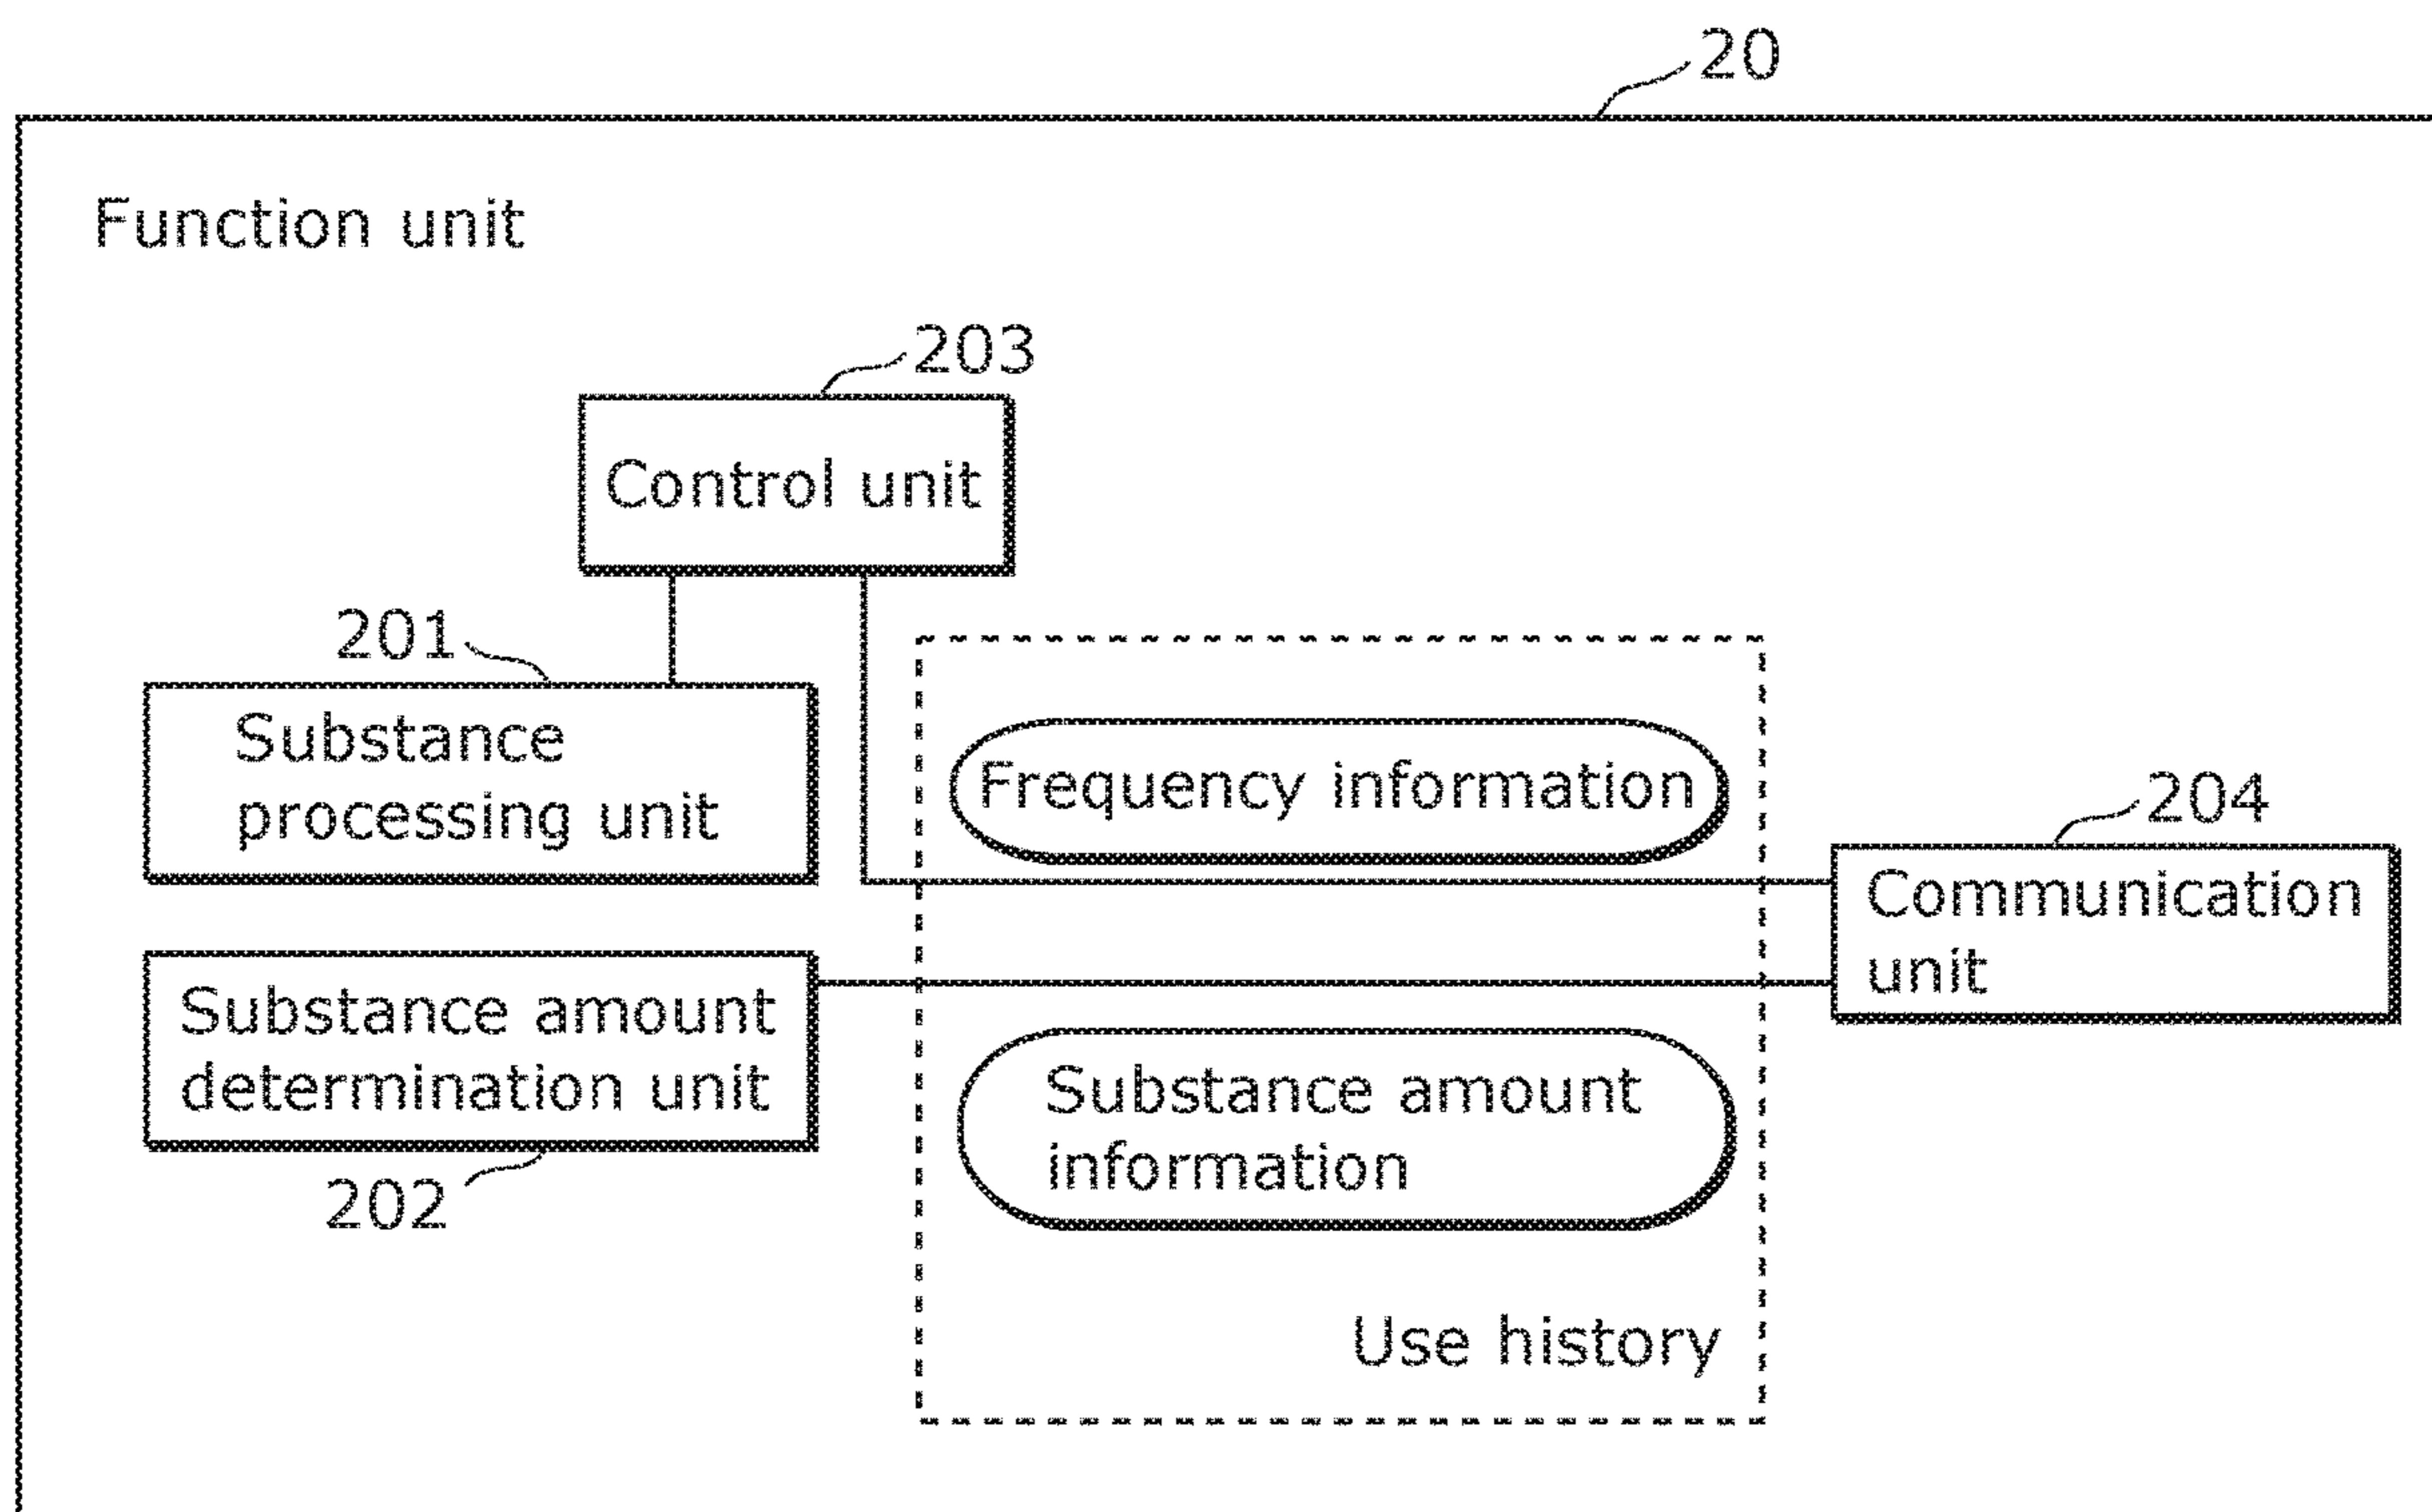 20
Function unit
203
Control unit
201
Substance
processing unit
Frequency information
204
Communication
unit
Substance amount
determination unit
202
Substance amount
information
Use history